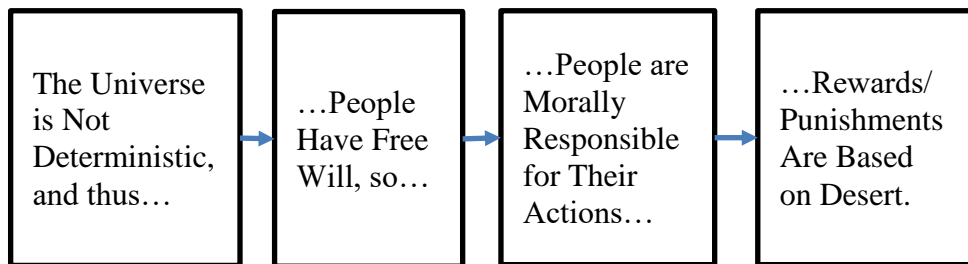 The Universe
is Not
Deterministic,
and thus…
…People
Have Free
Will, so…
…People are
Morally
Responsible
for Their
Actions…
…Rewards/
Punishments
Are Based
on Desert.